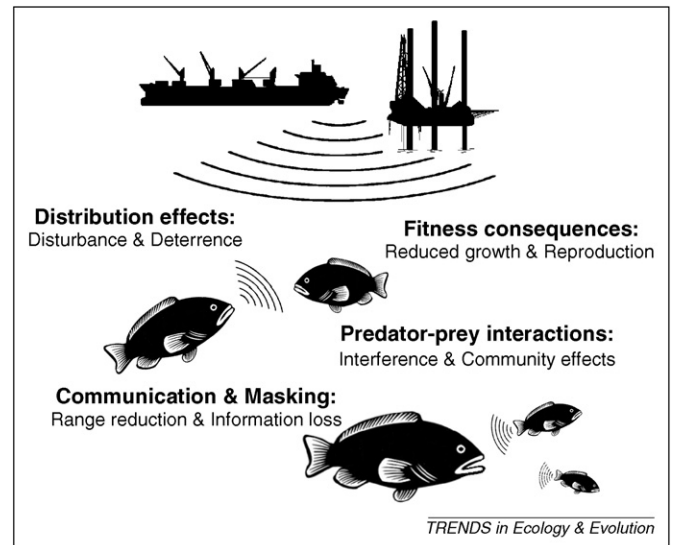 Distribution effects:
Disturbance & Deterrence
Fitness consequences:
Reduced growth & Reproduction
Predator-prey interactions:
Interference & Community effects
Communication & Masking:
Range reduction & Information loss
TRENDS in Ecology & Evolution